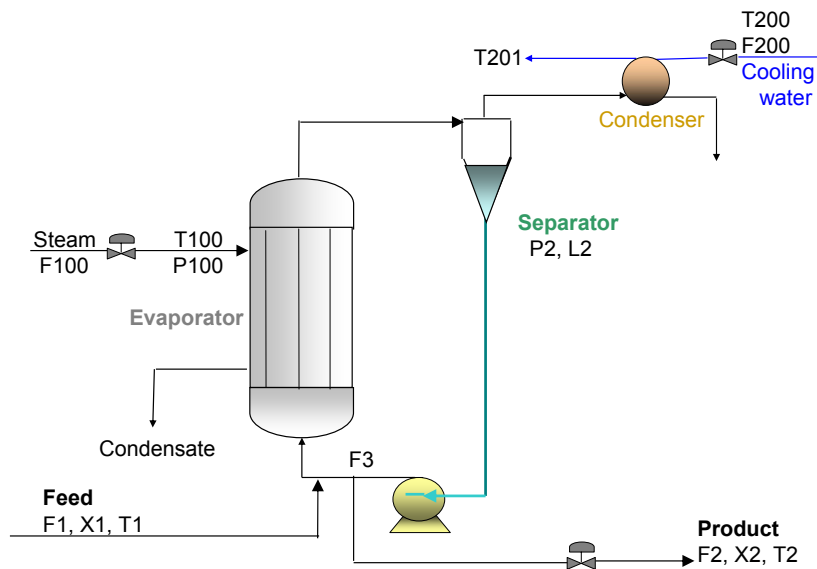 T200
F200
T201
Cooling
water
Condenser
Separator
P2, L2
Steam
F100
T100
P100
Evaporator
Condensate
F3
Feed
F1, X1, T1
Product
F2, X2, T2